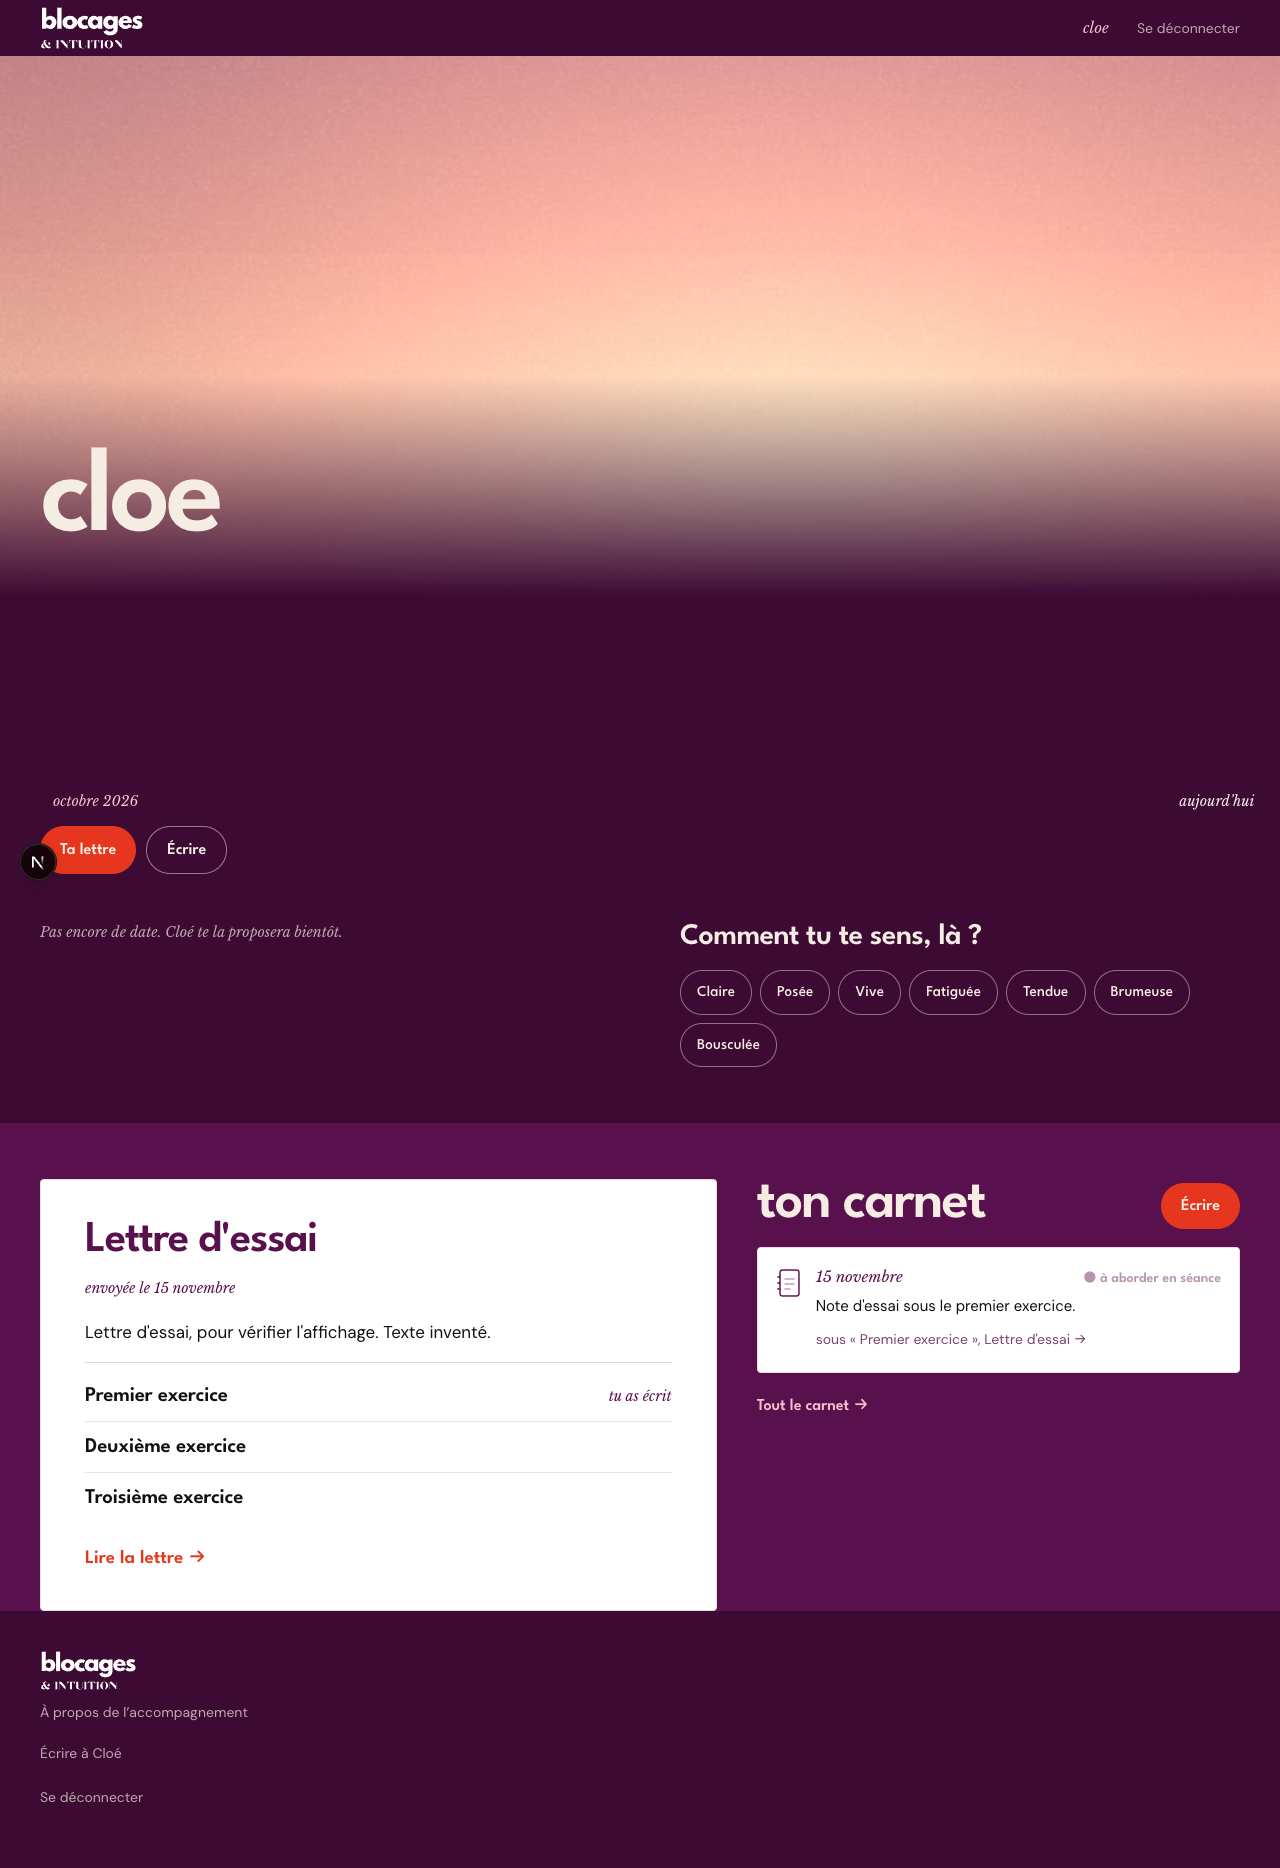 blocages
& INTUITION
cloe
Se déconnecter
cloe
octobre 2026
aujourd'hui
Ta lettre
Écrire
N
Pas encore de date. Cloé te la proposera bientôt.
Comment tu te sens, là ?
Claire
Posée
Vive
Fatiguée
Tendue
Brumeuse
Bousculée
Lettre d'essai
envoyée le 15 novembre
Lettre d'essai, pour vérifier l'affichage. Texte inventé.
Premier exercice
tu as écrit
Deuxième exercice
Troisième exercice
Lire la lettre →
ton carnet
Écrire
15 novembre
à aborder en séance
Note d'essai sous le premier exercice.
sous « Premier exercice », Lettre d'essai →
Tout le carnet →
blocages
& INTUITION
À propos de l’accompagnement
Écrire à Cloé
Se déconnecter